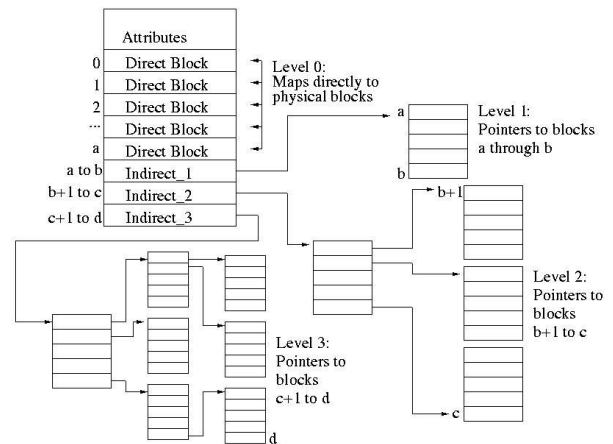 Attributes
0 Direct Block
1 Direct Block
2 Direct Block
... Direct Block
a Direct Block
a to b Indirect_1
b+1 to c Indirect_2
c+1 to d Indirect_3
Level 0:
Maps directly to
physical blocks
a
b
Level 1:
Pointers to blocks
a through b
b+1
c
Level 2:
Pointers to
blocks
b+1 to c
Level 3:
Pointers to
blocks
c+1 to d
d